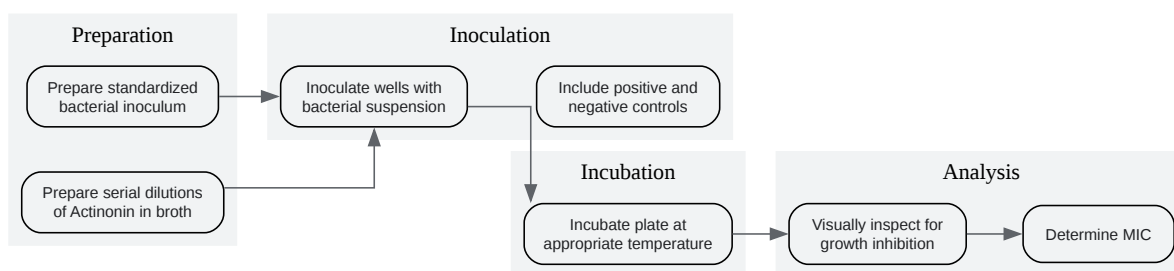 Preparation
Prepare standardized
bacterial inoculum
Prepare serial dilutions
of Actinonin in broth
Inoculation
Inoculate wells with
bacterial suspension
Include positive and
negative controls
Incubation
Incubate plate at
appropriate temperature
Analysis
Visually inspect for
growth inhibition
Determine MIC